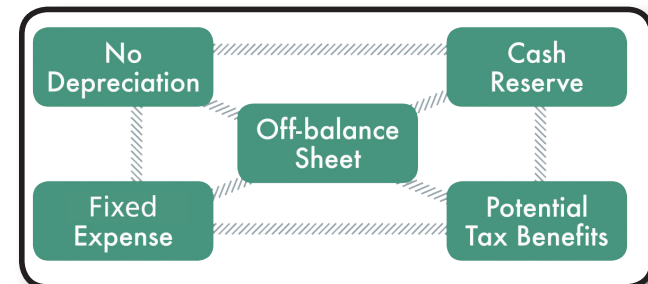 No
Depreciation
Cash
Reserve
Off-balance
Sheet
Fixed
Expense
Potential
Tax Benefits